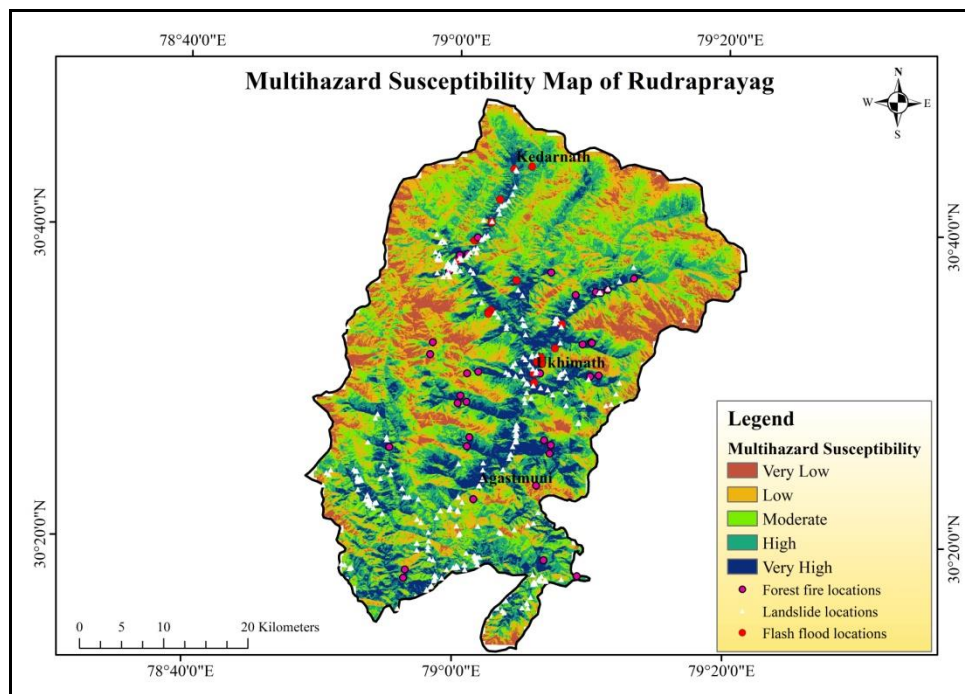 78°40'0"E 79°0'0"E 79°20'0"E
Multihazard Susceptibility Map of Rudraprayag
N
W E
S
Kedarnath
30°40'0"N 30°40'0"N
Ukhimath
Legend
Multihazard Susceptibility
Very Low
Low
Moderate
High
Very High
Forest fire locations
Landslide locations
Flash flood locations
Agastmuni
30°20'0"N 30°20'0"N
0 5 10 20 Kilometers
78°40'0"E 79°0'0"E 79°20'0"E